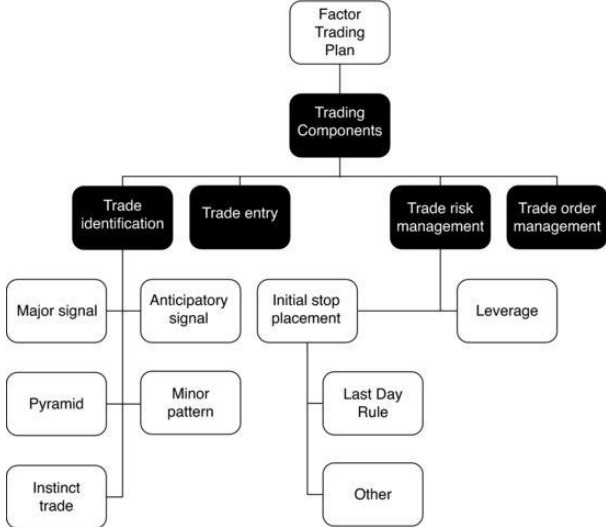 Factor
Trading
Plan
Trading
Components
Trade
identification
Trade entry
Trade risk
management
Trade order
management
Major signal
Anticipatory
signal
Initial stop
placement
Leverage
Pyramid
Minor
pattern
Last Day
Rule
Instinct
trade
Other